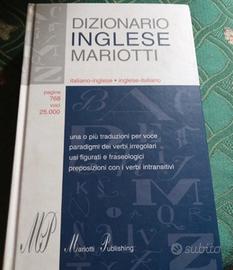 DIZIONARIO
INGLESE
MARIOTTI
italiano-inglese • inglese-italiano
pagine
768
voci
25.000
una o più traduzioni per voce
paradigmi dei verbi irregolari
usi figurati e fraseologici
preposizioni con i verbi intransitivi
MP Mariotti Publishing
subito